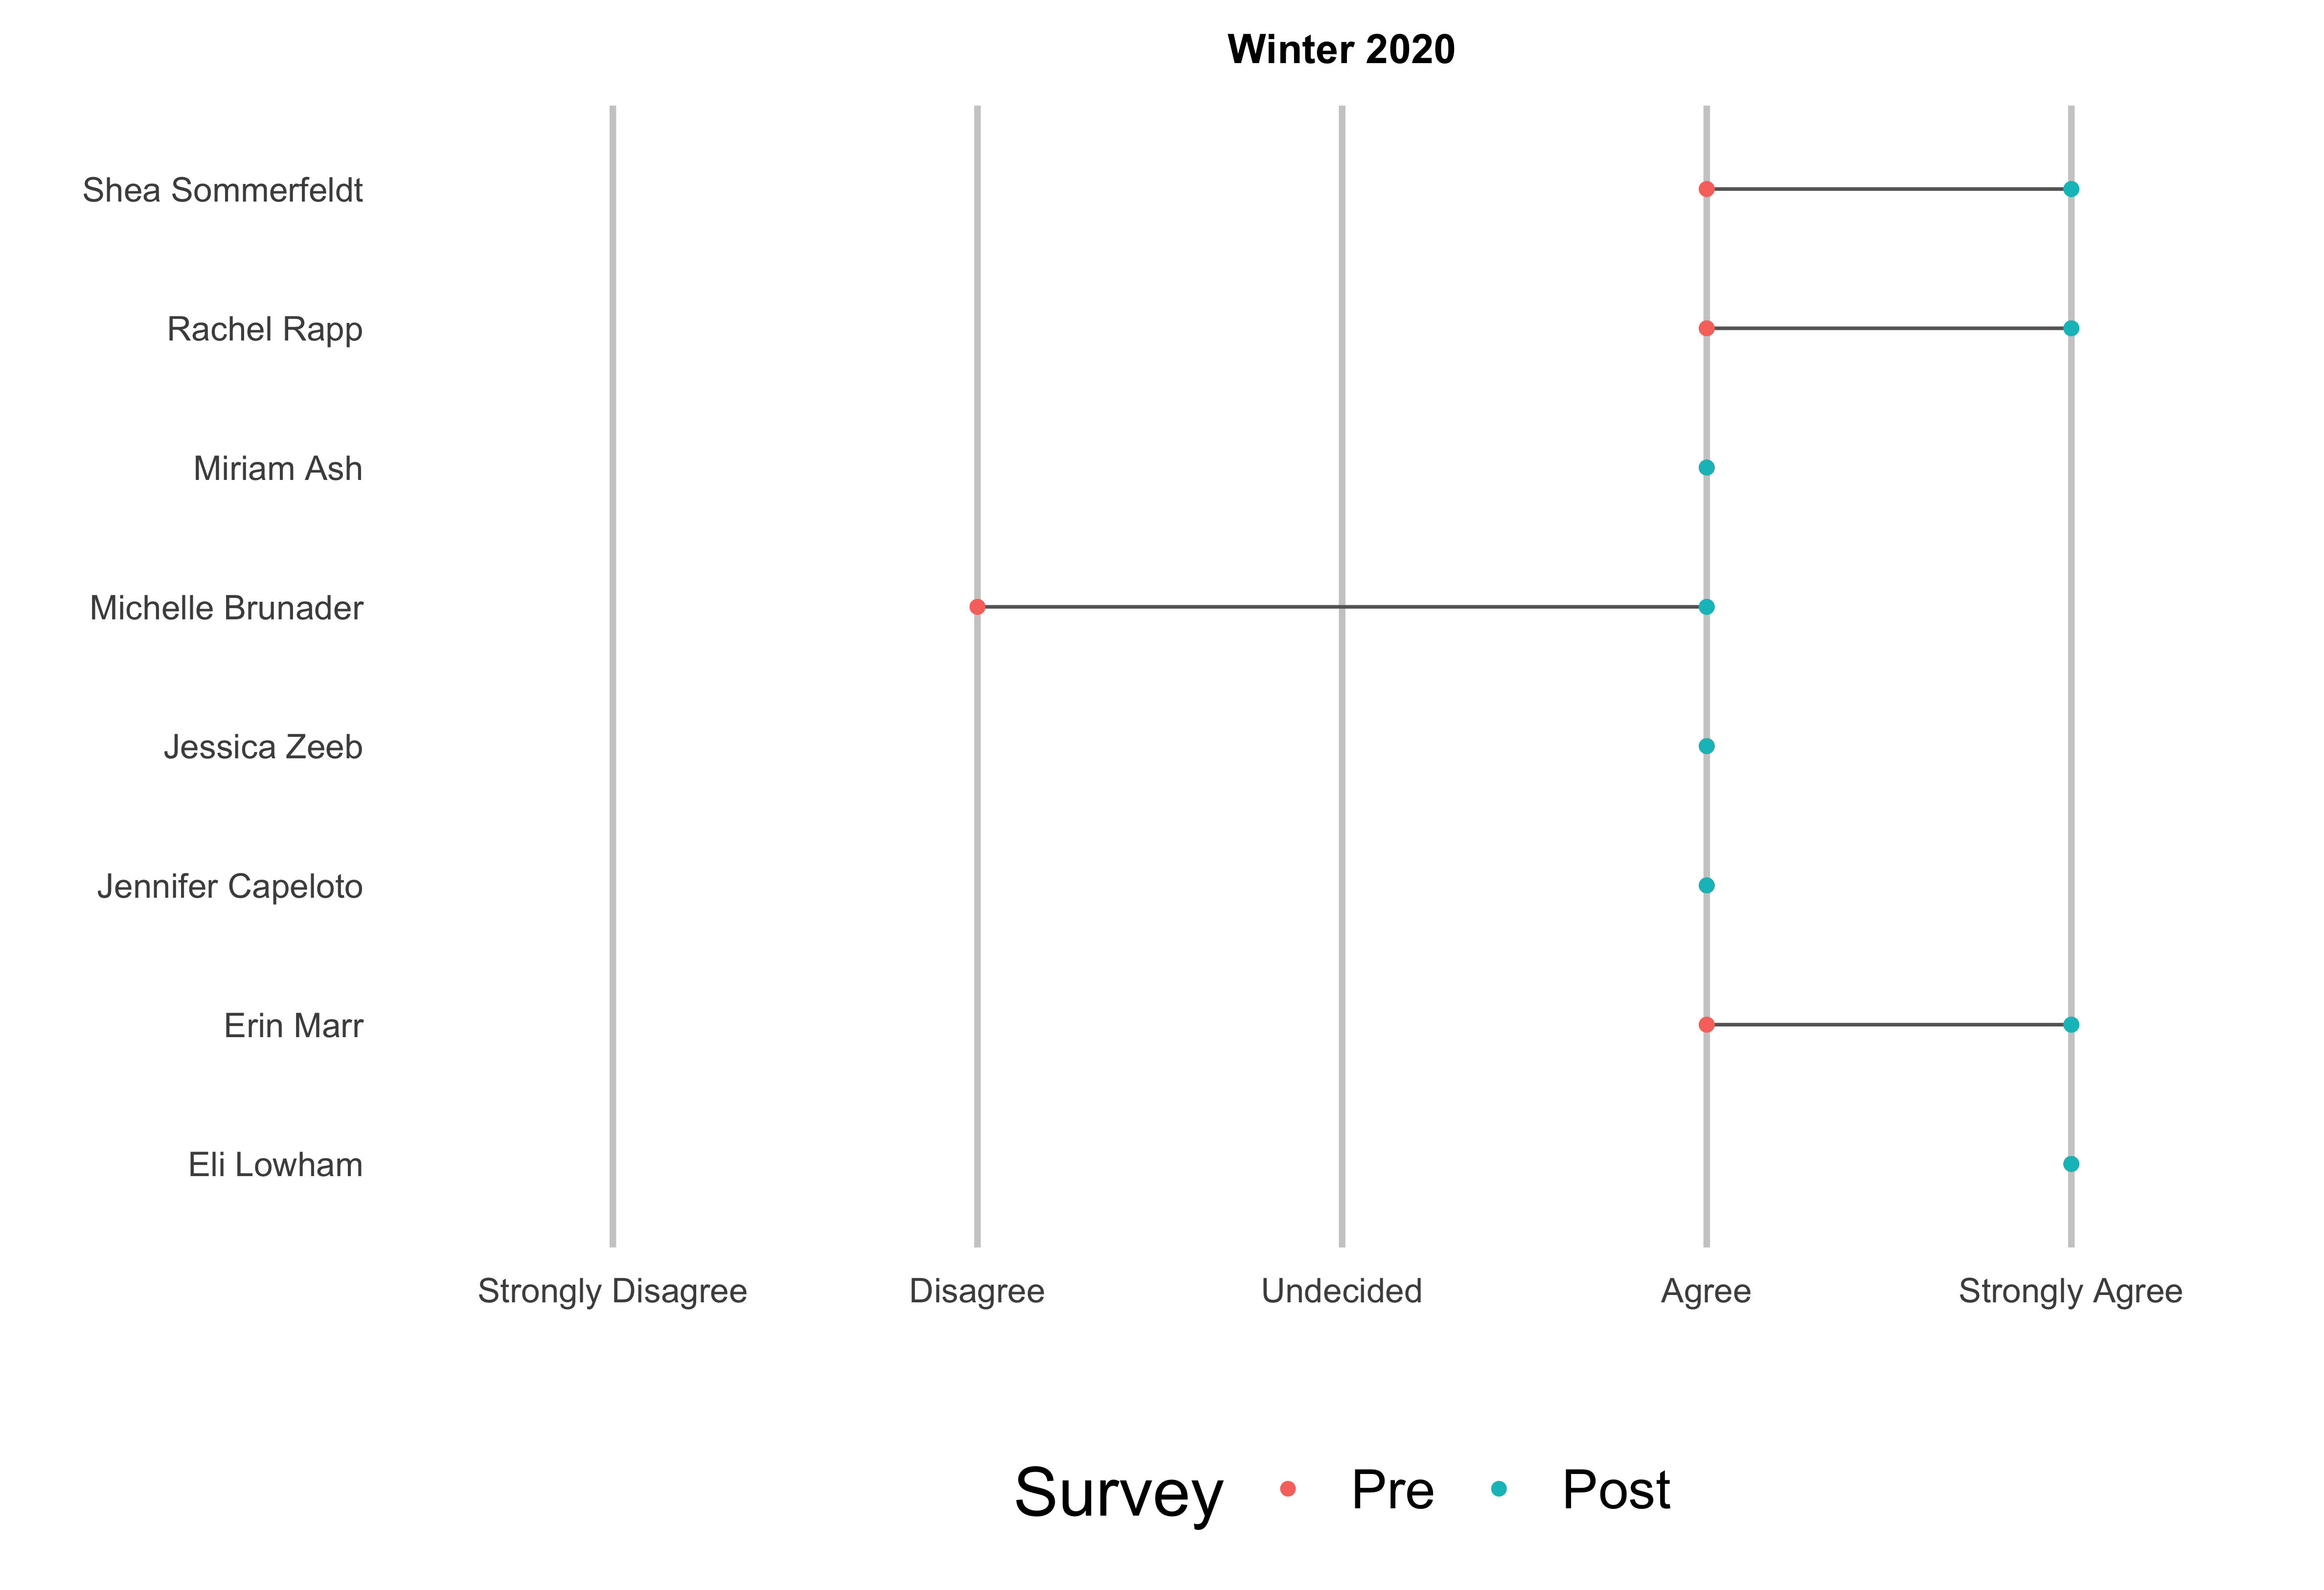 Winter 2020
Shea Sommerfeldt
Rachel Rapp
Miriam Ash
Michelle Brunader
Jessica Zeeb
Jennifer Capeloto
Erin Marr
Eli Lowham
Strongly Disagree Disagree Undecided Agree Strongly Agree
Survey Pre Post